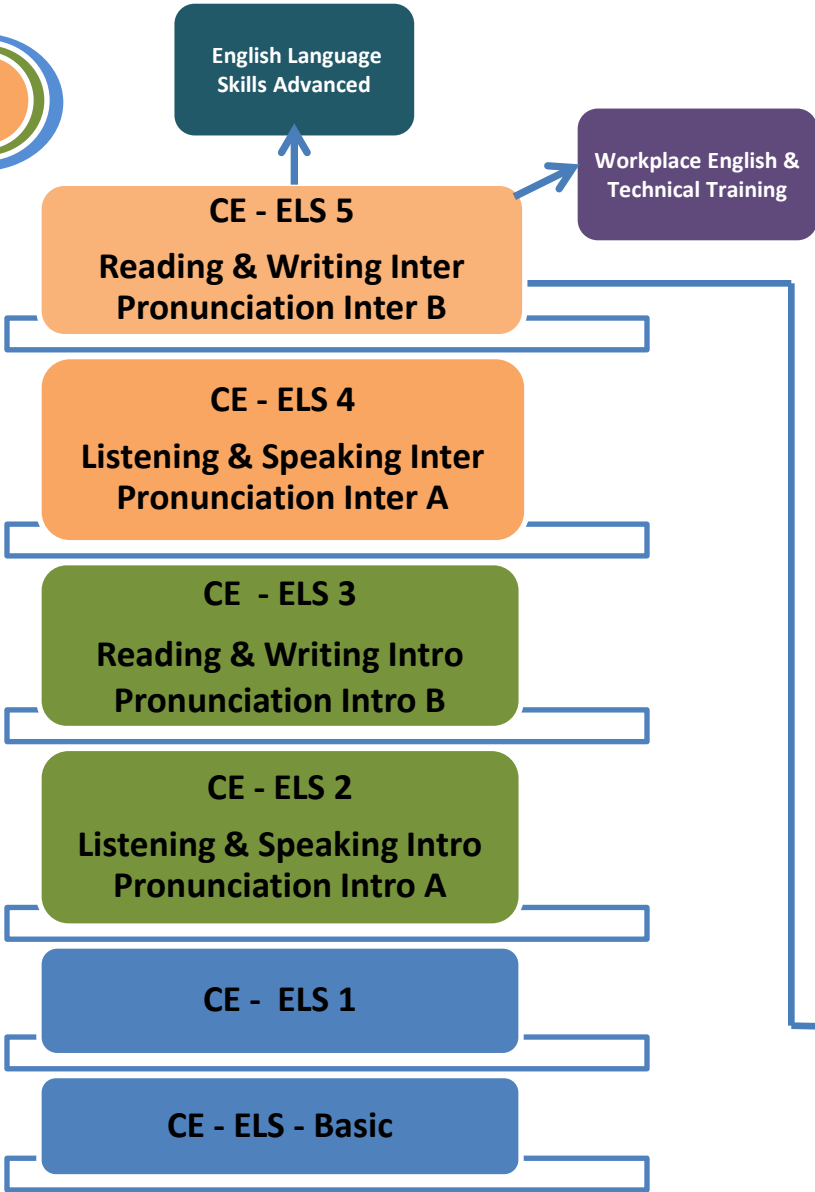 English Language
Skills Advanced
Workplace English &
Technical Training
CE - ELS 5
Reading & Writing Inter
Pronunciation Inter B
CE - ELS 4
Listening & Speaking Inter
Pronunciation Inter A
CE - ELS 3
Reading & Writing Intro
Pronunciation Intro B
CE - ELS 2
Listening & Speaking Intro
Pronunciation Intro A
CE - ELS 1
CE - ELS - Basic